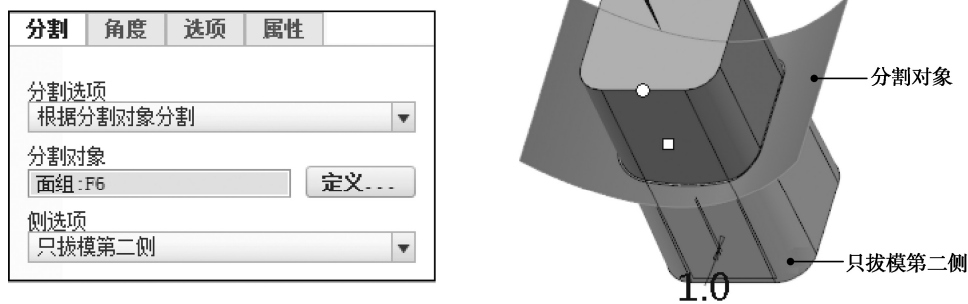 分割 角度 选项 属性
分割选项
根据分割对象分割
分割对象
面组:F6
定义...
侧选项
只拔模第二侧
分割对象
只拔模第二侧
1.0